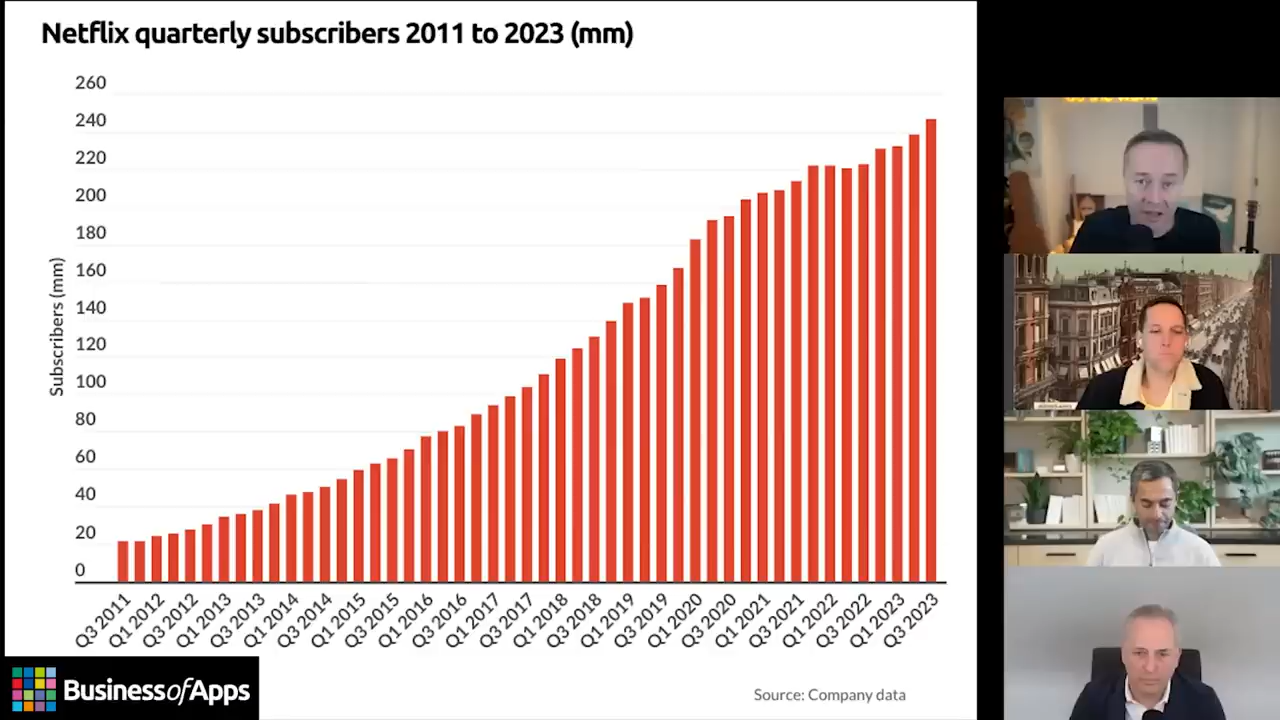 Netflix quarterly subscribers 2011 to 2023 (mm)
260
240
220
200
180
160
140
120
100
80
60
40
20
0
Subscribers (mm)
Q3 2011
Q1 2012
Q3 2012
Q1 2013
Q3 2013
Q1 2014
Q3 2014
Q1 2015
Q3 2015
Q1 2016
Q3 2016
Q1 2017
Q3 2017
Q1 2018
Q3 2018
Q1 2019
Q3 2019
Q1 2020
Q3 2020
Q1 2021
Q3 2021
Q1 2022
Q3 2022
Q1 2023
Q3 2023
BusinessofApps
Source: Company data